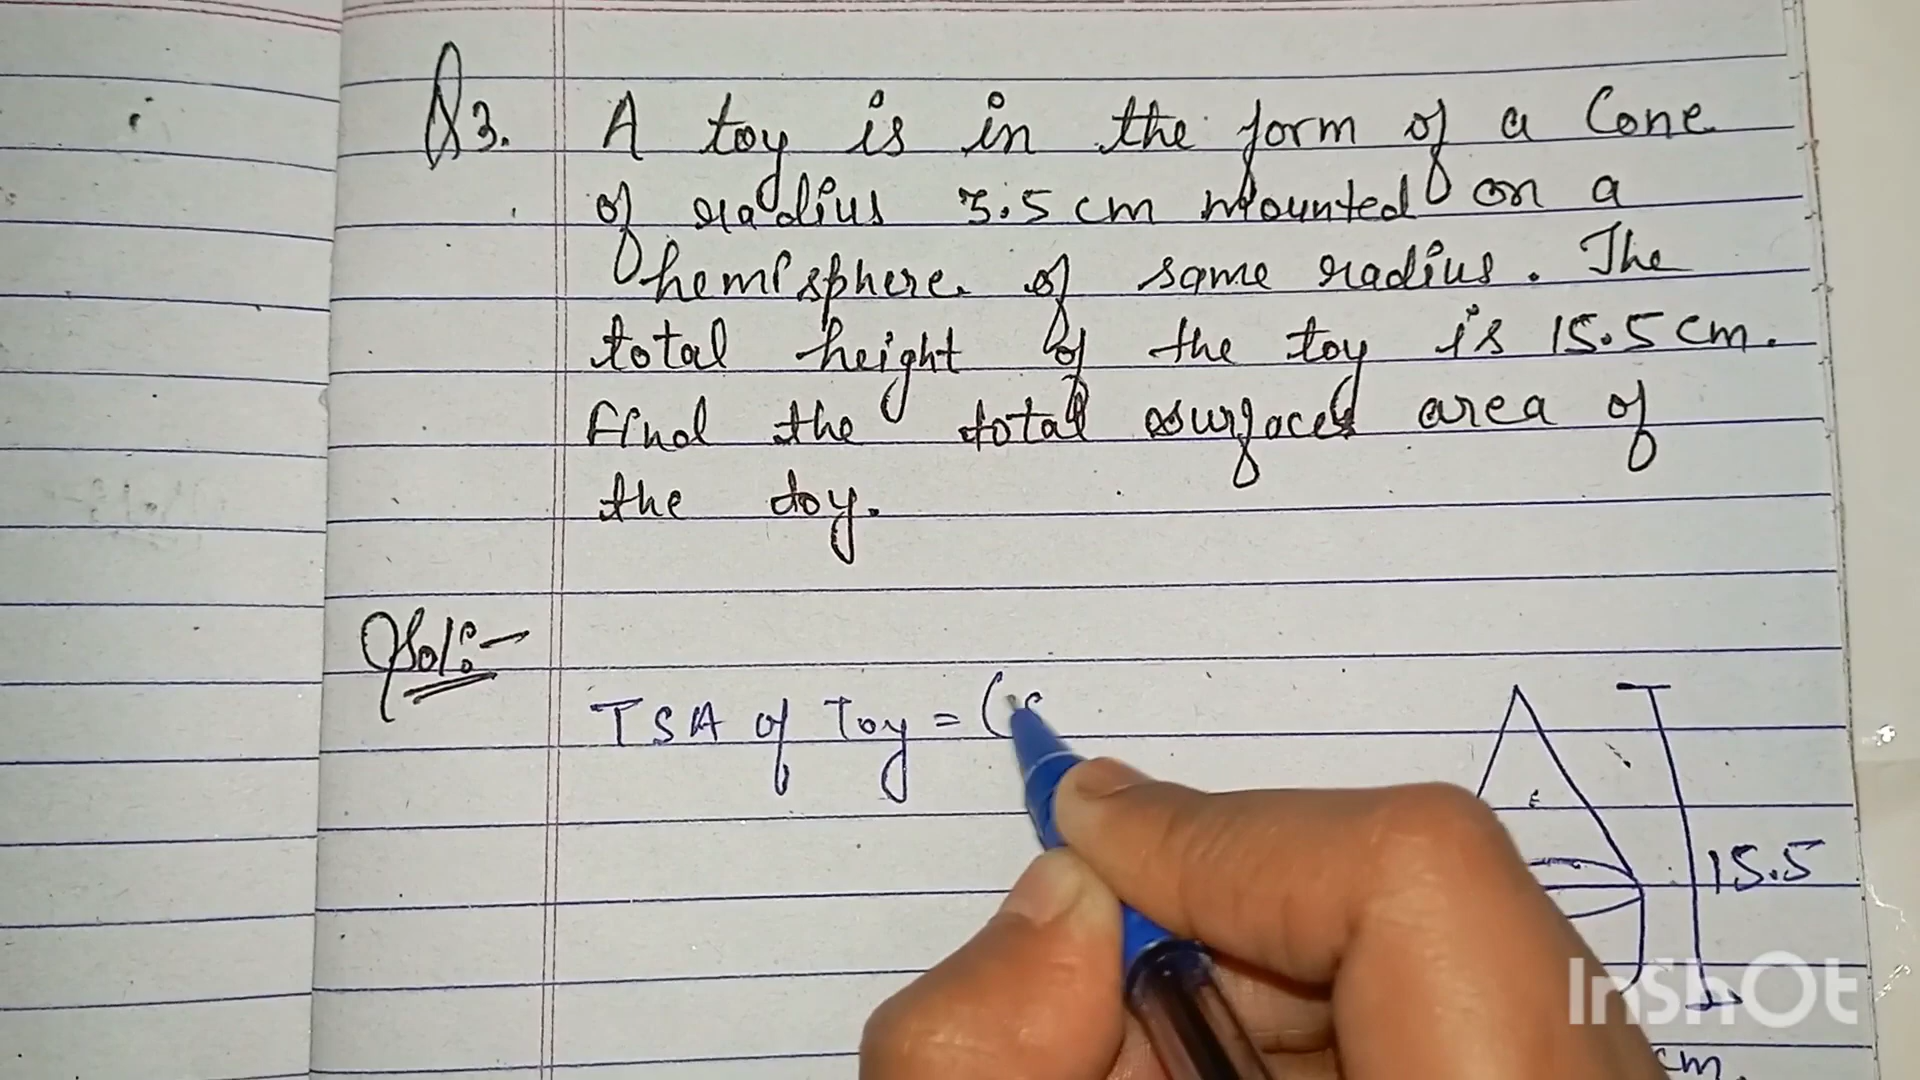 Q3. A toy is in the form of a Cone
of radius 3.5 cm mounted on a
hemisphere of same radius. The
total height of the toy is 15.5 cm.
Find the total surface area of
the toy.
Sol:-
TSA of Toy = (S
15.5
cm.
InShOt